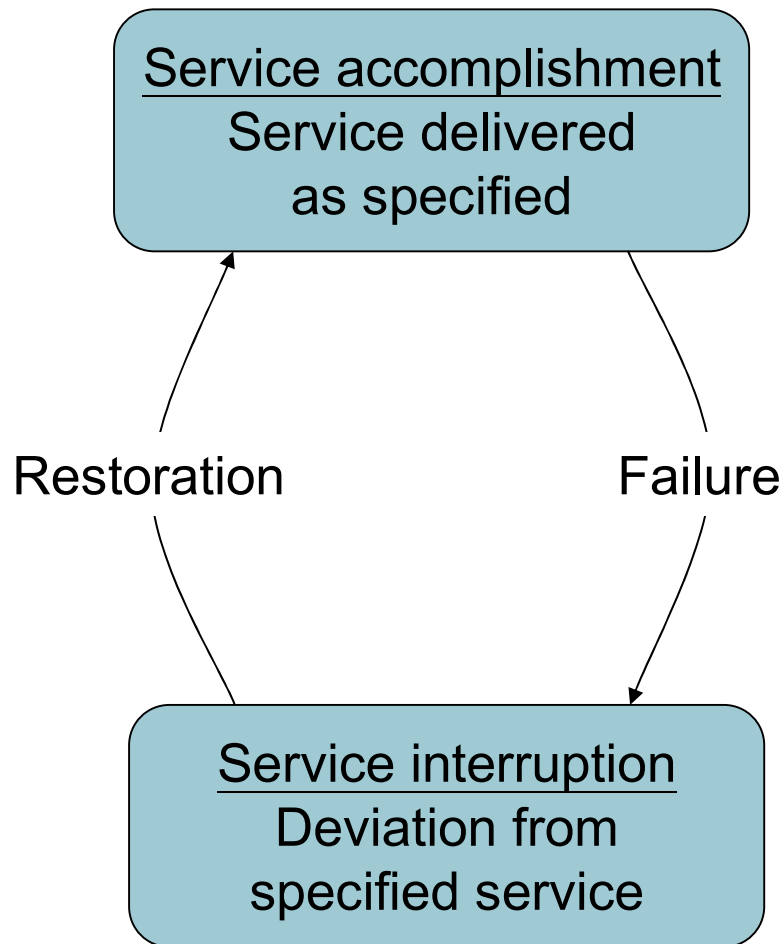 Service accomplishment
Service delivered
as specified
Restoration
Failure
Service interruption
Deviation from
specified service